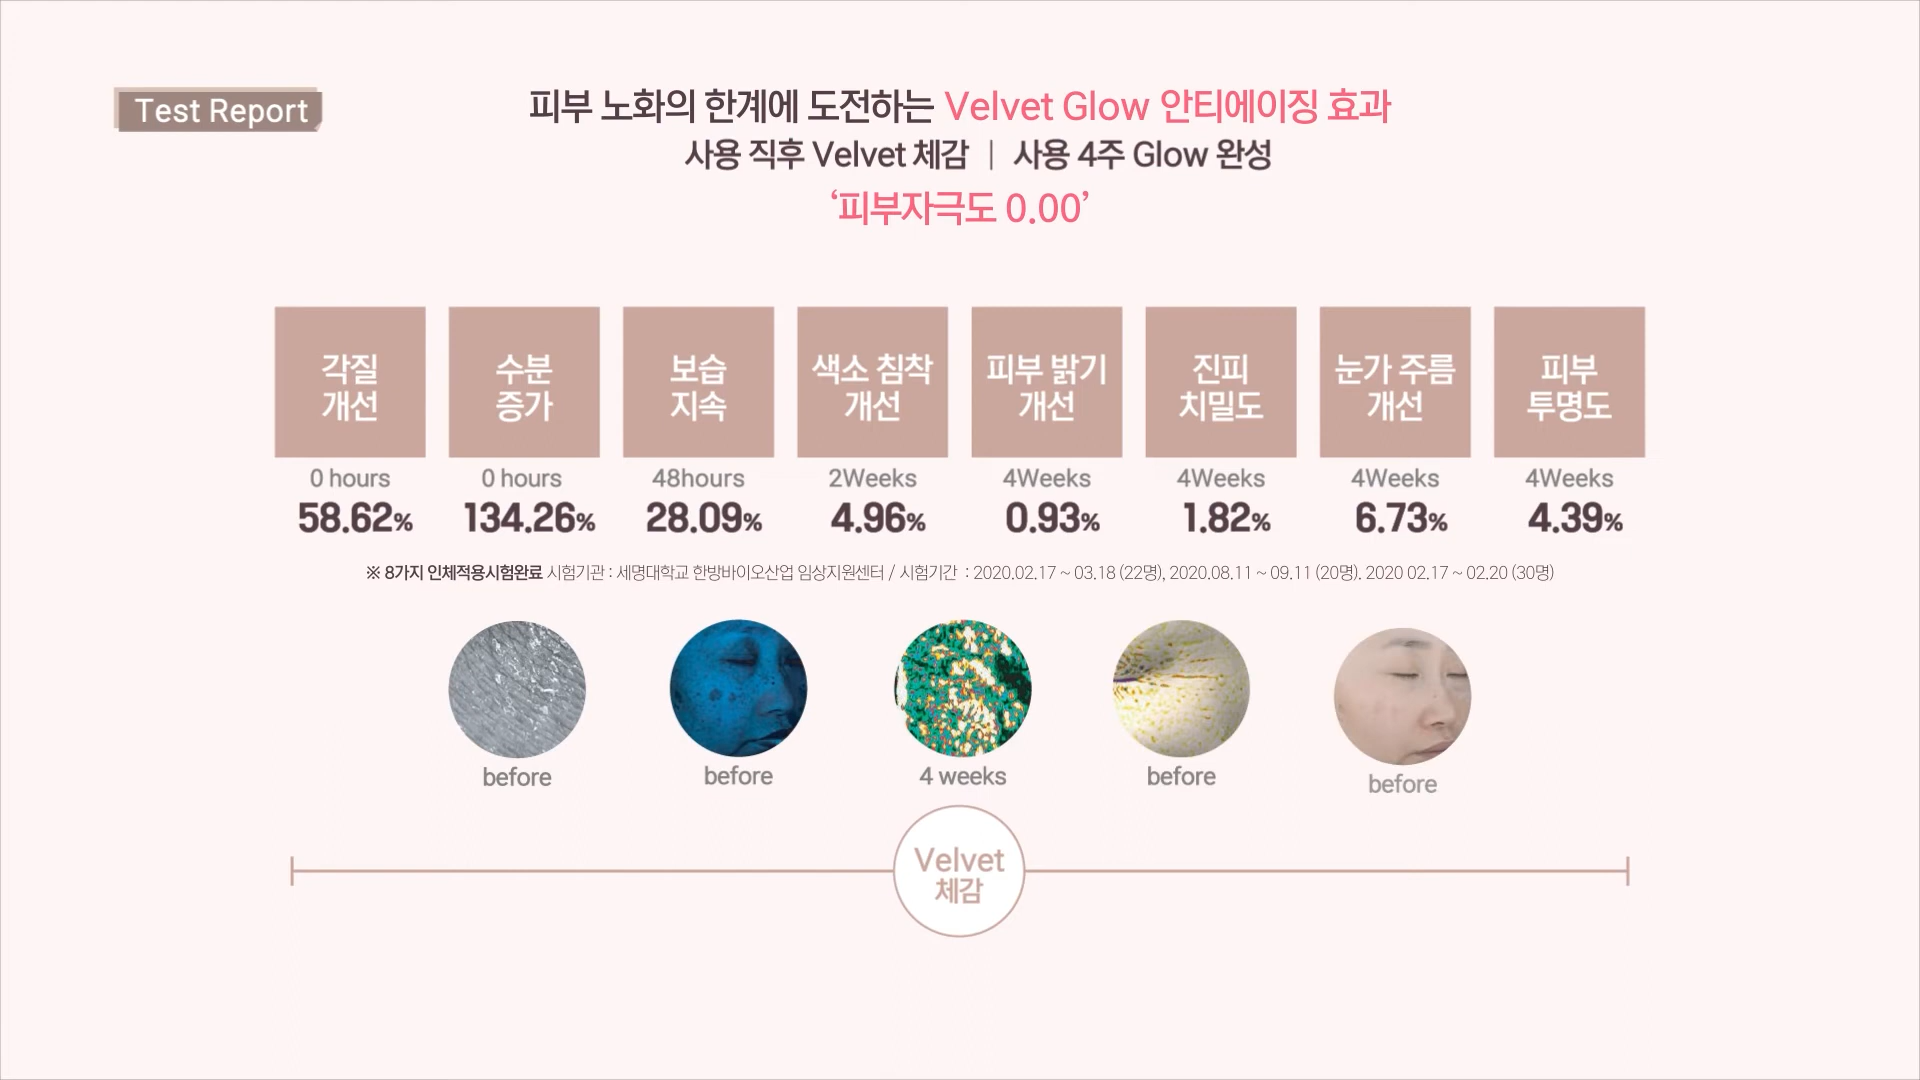 Test Report
피부 노화의 한계에 도전하는 Velvet Glow 안티에이징 효과
사용 직후 Velvet 체감 | 사용 4주 Glow 완성
‘피부자극도 0.00’
각질 개선
0 hours
58.62%
수분 증가
0 hours
134.26%
보습 지속
48hours
28.09%
색소 침착 개선
2Weeks
4.96%
피부 밝기 개선
4Weeks
0.93%
진피 치밀도
4Weeks
1.82%
눈가 주름 개선
4Weeks
6.73%
피부 투명도
4Weeks
4.39%
※ 8가지 인체적용시험완료 시험기관 : 세명대학교 한방바이오산업 임상지원센터 / 시험기간 : 2020.02.17 ~ 03.18 (22명), 2020.08.11 ~ 09.11 (20명). 2020 02.17 ~ 02.20 (30명)
before
before
4 weeks
before
before
Velvet
체감